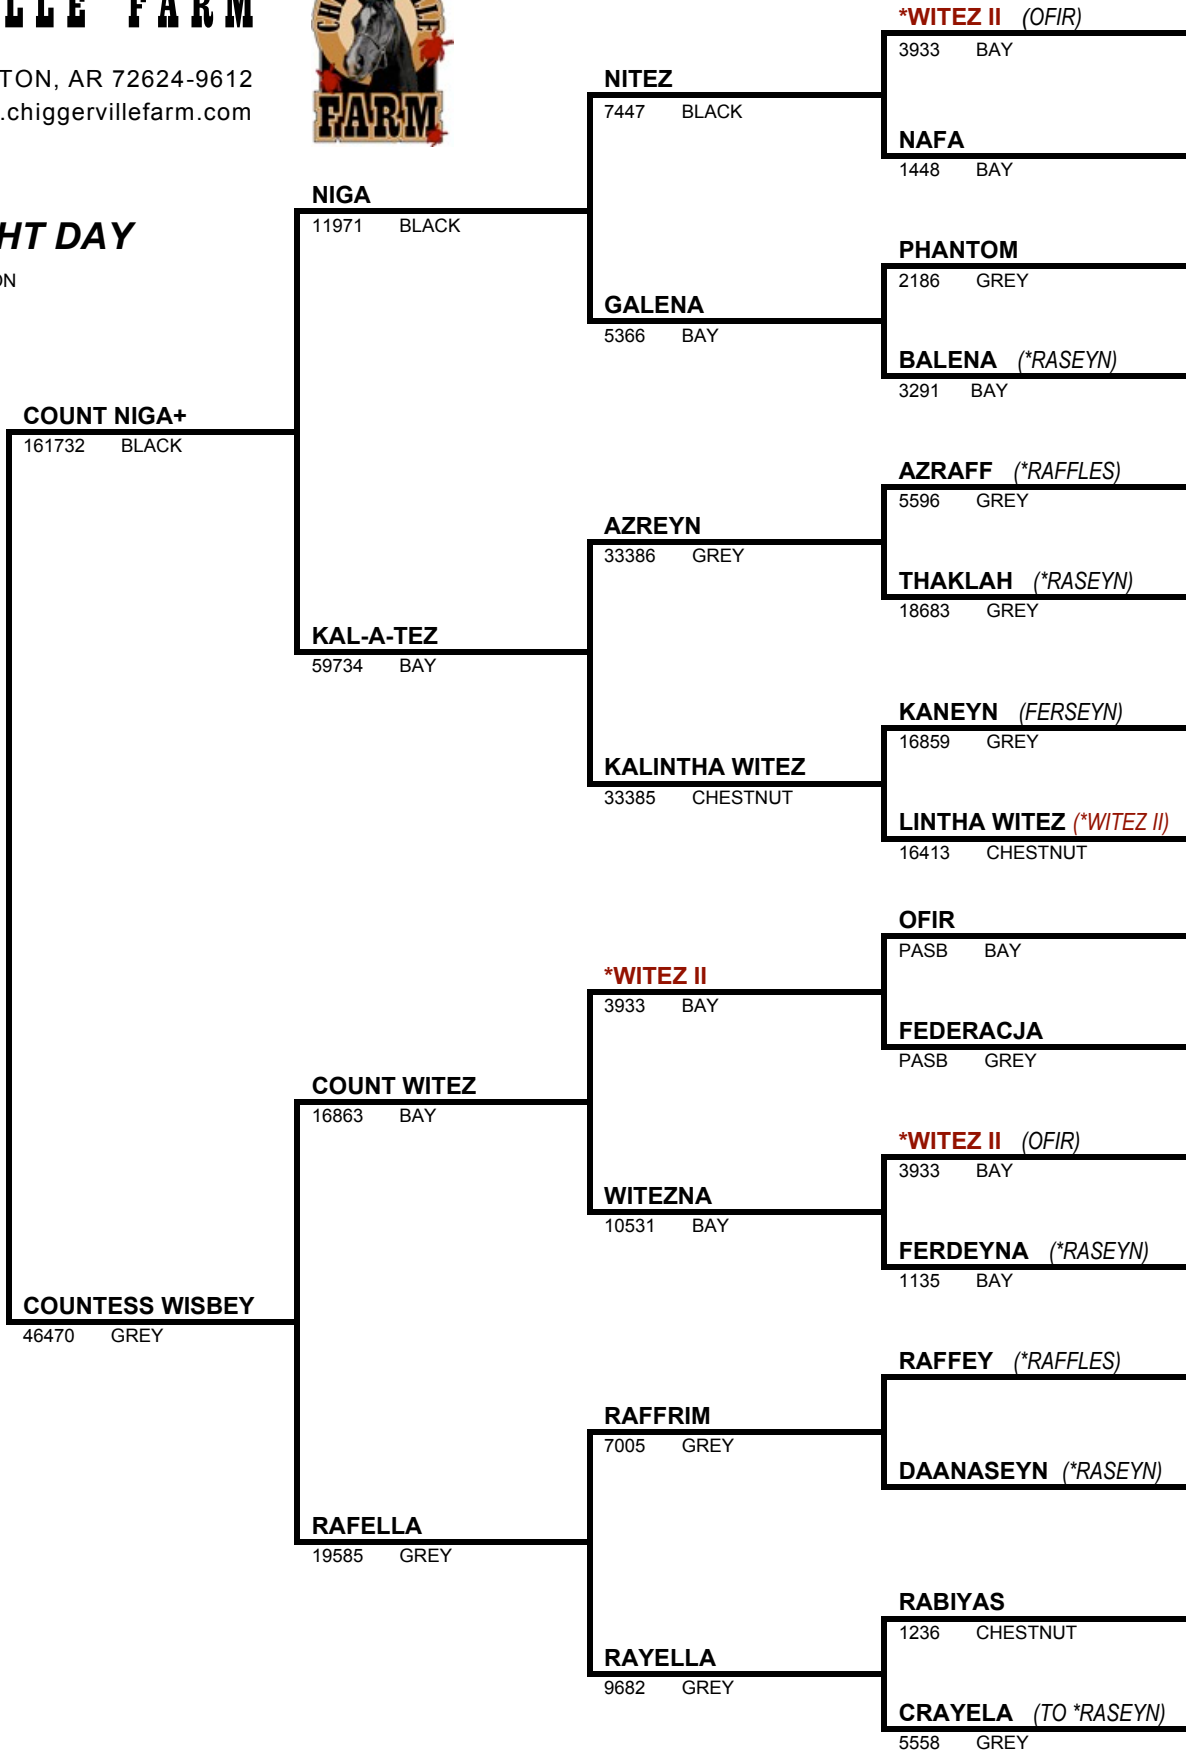 LLE FARM
TON, AR 72624-9612
.chiggervillefarm.com
FARM
HT DAY
ON
COUNT NIGA+
161732 BLACK
COUNTESS WISBEY
46470 GREY
NIGA
11971 BLACK
KAL-A-TEZ
59734 BAY
COUNT WITEZ
16863 BAY
RAFELLA
19585 GREY
NITEZ
7447 BLACK
GALENA
5366 BAY
AZREYN
33386 GREY
KALINTHA WITEZ
33385 CHESTNUT
*WITEZ II
3933 BAY
WITEZNA
10531 BAY
RAFFRIM
7005 GREY
RAYELLA
9682 GREY
*WITEZ II (OFIR)
3933 BAY
NAFA
1448 BAY
PHANTOM
2186 GREY
BALENA (*RASEYN)
3291 BAY
AZRAFF (*RAFFLES)
5596 GREY
THAKLAH (*RASEYN)
18683 GREY
KANEYN (FERSEYN)
16859 GREY
LINTHA WITEZ (*WITEZ II)
16413 CHESTNUT
OFIR
PASB BAY
FEDERACJA
PASB GREY
*WITEZ II (OFIR)
3933 BAY
FERDEYNA (*RASEYN)
1135 BAY
RAFFEY (*RAFFLES)
DAANASEYN (*RASEYN)
RABIYAS
1236 CHESTNUT
CRAYELA (TO *RASEYN)
5558 GREY